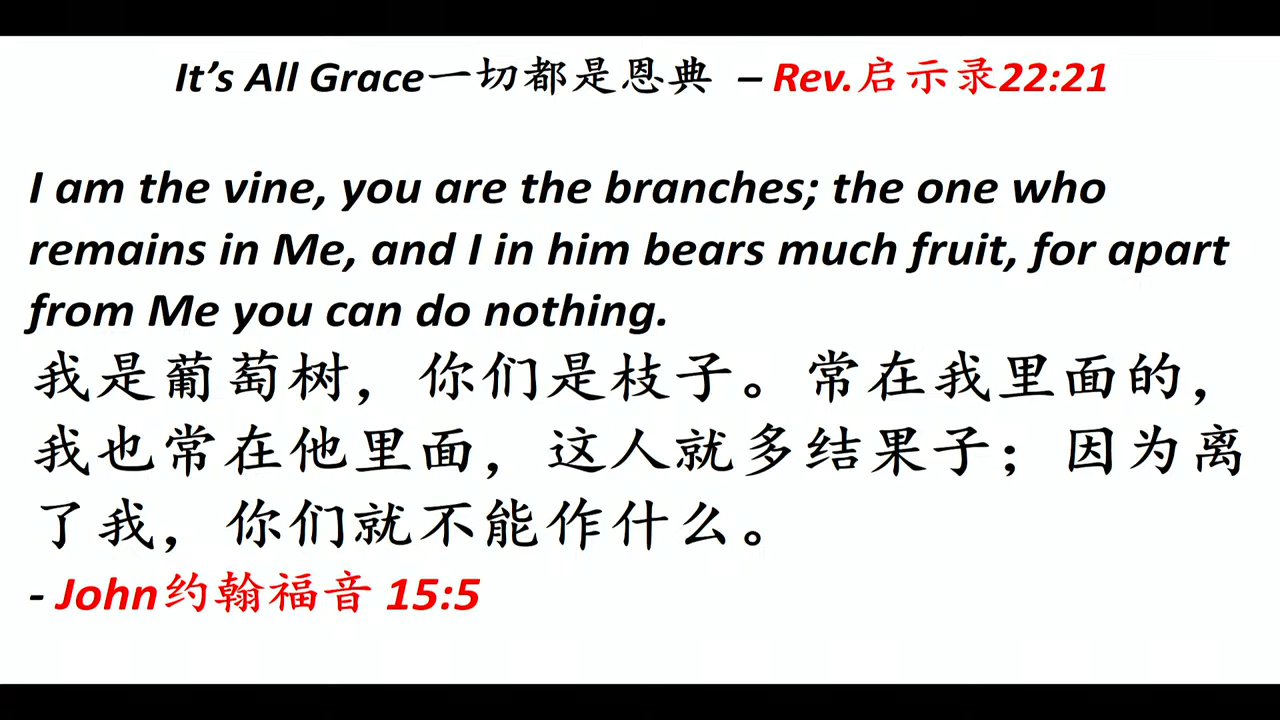 It's All Grace一切都是恩典 – Rev.启示录22:21
I am the vine, you are the branches; the one who
remains in Me, and I in him bears much fruit, for apart
from Me you can do nothing.
我是葡萄树，你们是枝子。常在我里面的，
我也常在他里面，这人就多结果子；因为离
了我，你们就不能作什么。
- John约翰福音 15:5